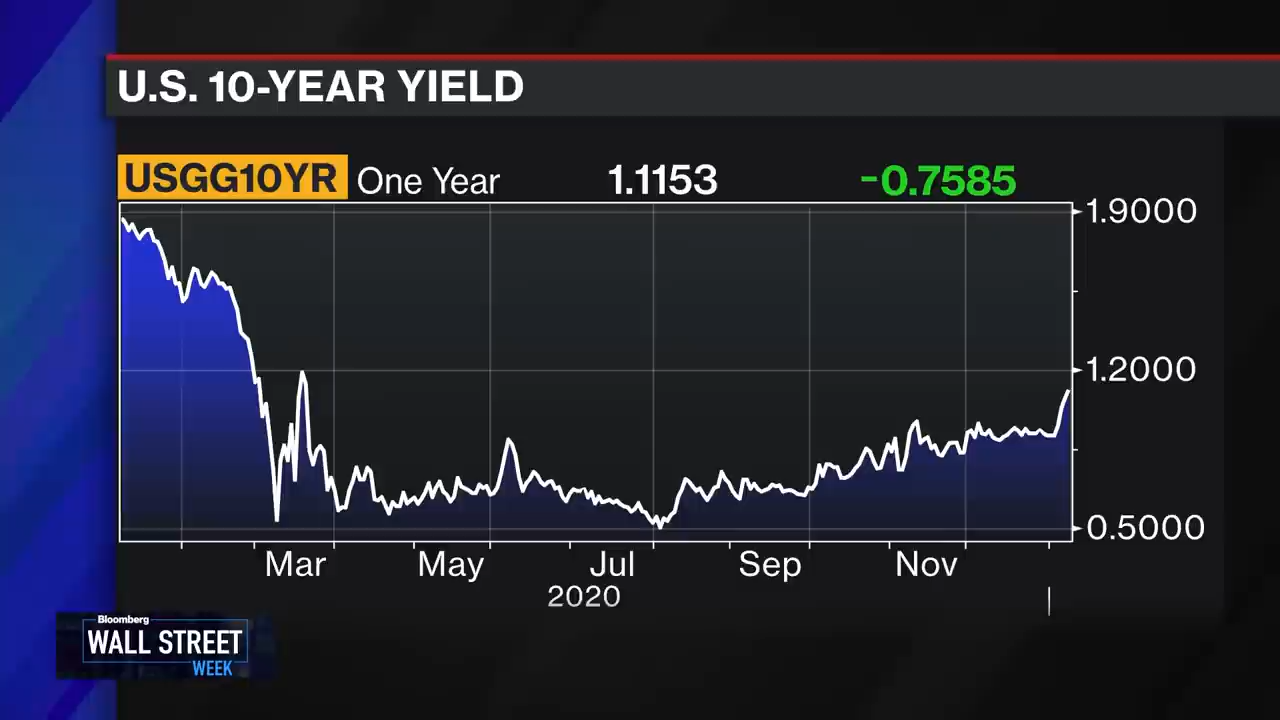 U.S. 10-YEAR YIELD
USGG10YR One Year 1.1153 -0.7585
1.9000
1.2000
0.5000
Mar May Jul Sep Nov
2020
Bloomberg
WALL STREET
WEEK